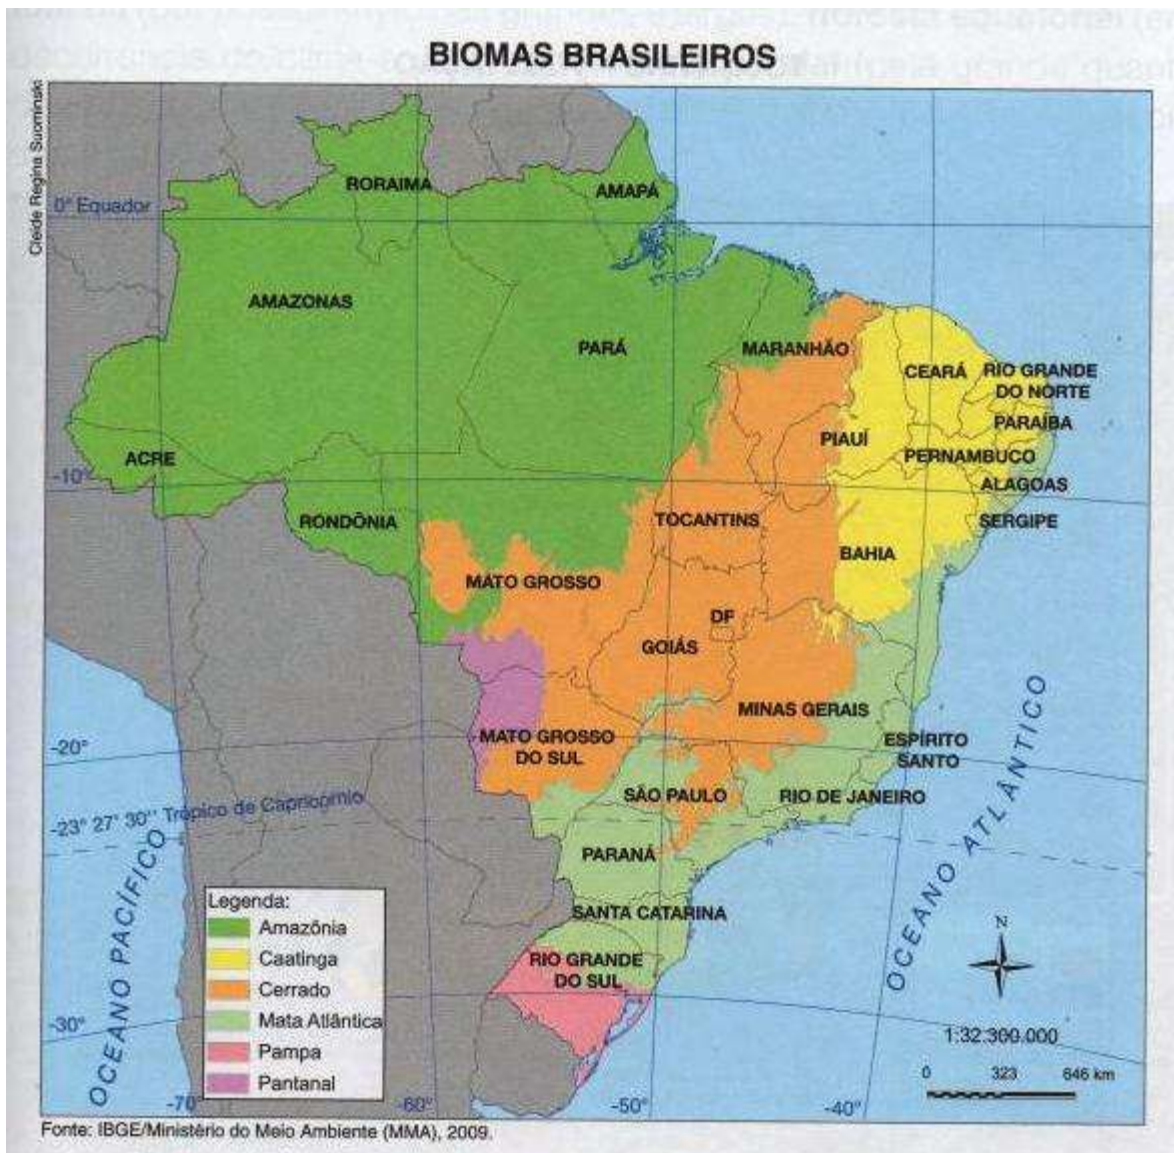 BIOMAS BRASILEIROS
Cleide Regina Suominski
RORAIMA
AMAPÁ
0° Equador
AMAZONAS
PARÁ
MARANHÃO
CEARÁ
RIO GRANDE
DO NORTE
PARAÍBA
PIAUÍ
PERNAMBUCO
ACRE
-10°
ALAGOAS
RONDÔNIA
TOCANTINS
SERGIPE
BAHIA
MATO GROSSO
DF
GOIÁS
MINAS GERAIS
-20°
MATO GROSSO
DO SUL
ESPÍRITO
SANTO
SÃO PAULO
RIO DE JANEIRO
-23° 27' 30'' Trópico de Capricórnio
PARANÁ
OCEANO ATLÂNTICO
OCEANO PACÍFICO
SANTA CATARINA
RIO GRANDE
DO SUL
Legenda:
Amazônia
Caatinga
Cerrado
Mata Atlântica
Pampa
Pantanal
N
-30°
1:32.300.000
0 323 646 km
-70°
-60°
-50°
-40°
Fonte: IBGE/Ministério do Meio Ambiente (MMA), 2009.